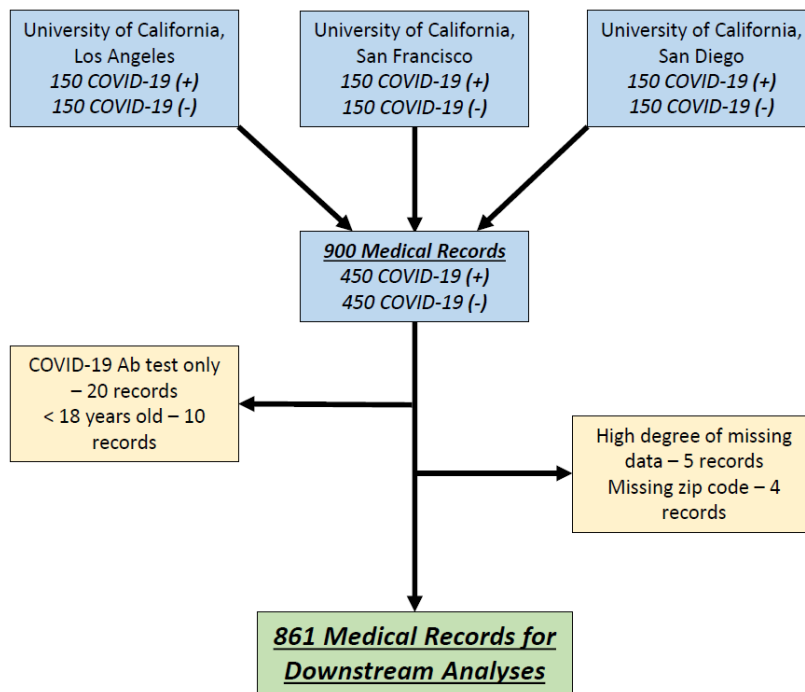 University of California,
Los Angeles
150 COVID-19 (+)
150 COVID-19 (-)
University of California,
San Francisco
150 COVID-19 (+)
150 COVID-19 (-)
University of California,
San Diego
150 COVID-19 (+)
150 COVID-19 (-)
900 Medical Records
450 COVID-19 (+)
450 COVID-19 (-)
COVID-19 Ab test only
– 20 records
< 18 years old – 10
records
High degree of missing
data – 5 records
Missing zip code – 4
records
861 Medical Records for
Downstream Analyses